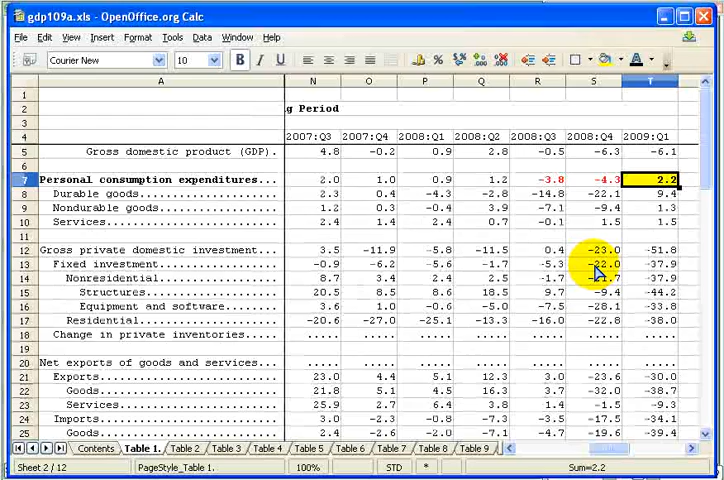 gdp109a.xls - OpenOffice.org Calc
File Edit View Insert Format Tools Data Window Help
Courier New 10 B I U
A N O P Q R S T
1
2 g Period
3
4 2007:Q3 2007:Q4 2008:Q1 2008:Q2 2008:Q3 2008:Q4 2009:Q1
5 Gross domestic product (GDP). 4.8 -0.2 0.9 2.8 -0.5 -6.3 -6.1
6
7 Personal consumption expenditures... 2.0 1.0 0.9 1.2 -3.8 -4.3 2.2
8 Durable goods..................... 2.3 0.4 -4.3 -2.8 -14.8 -22.1 9.4
9 Nondurable goods.................. 1.2 0.3 -0.4 3.9 -7.1 -9.4 1.3
10 Services.......................... 2.4 1.4 2.4 0.7 -0.1 1.5 1.5
11
12 Gross private domestic investment... 3.5 -11.9 -5.8 -11.5 0.4 -23.0 -51.8
13 Fixed investment.................. -0.9 -6.2 -5.6 -1.7 -5.3 -22.0 -37.9
14 Nonresidential.................. 8.7 3.4 2.4 2.5 -1.7 -21.7 -37.9
15 Structures.................... 20.5 8.5 8.6 18.5 9.7 -9.4 -44.2
16 Equipment and software........ 3.6 1.0 -0.6 -5.0 -7.5 -28.1 -33.8
17 Residential..................... -20.6 -27.0 -25.1 -13.3 -16.0 -22.8 -38.0
18 Change in private inventories..... ..... ..... ..... ..... ..... ..... .....
19
20 Net exports of goods and services... ..... ..... ..... ..... ..... ..... .....
21 Exports........................... 23.0 4.4 5.1 12.3 3.0 -23.6 -30.0
22 Goods........................... 21.8 5.1 4.5 16.3 3.7 -32.0 -38.7
23 Services........................ 25.9 2.7 6.4 3.8 1.4 -1.5 -9.3
24 Imports........................... 3.0 -2.3 -0.8 -7.3 -3.5 -17.5 -34.1
25 Goods........................... 2.4 -2.6 -2.0 -7.1 -4.7 -19.6 -39.4
Contents Table 1. Table 2 Table 3 Table 4 Table 5 Table 6 Table 7 Table 8 Table 9
Sheet 2 / 12 PageStyle_Table 1. 100% STD * Sum=2.2